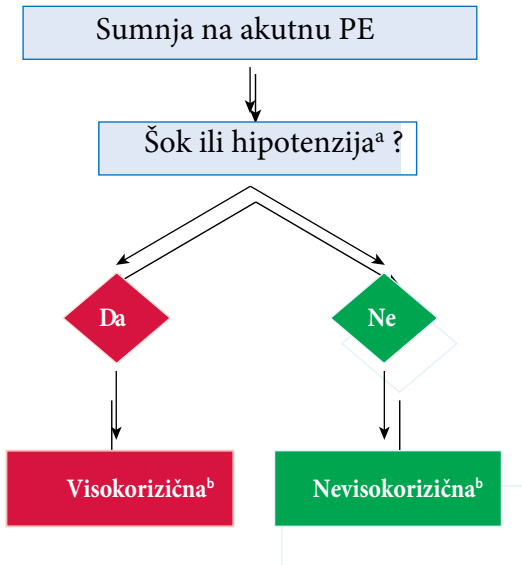 Sumnja na akutnu PE
Šok ili hipotenzijaᵃ ?
Da
Ne
Visokorizičnaᵇ
Nevisokorizičnaᵇ